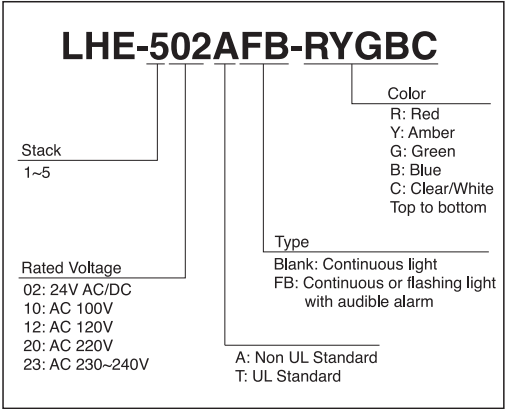 LHE-502AFB-RYGBC
Color
R: Red
Y: Amber
G: Green
B: Blue
C: Clear/White
Top to bottom
Stack
1~5
Type
Blank: Continuous light
FB: Continuous or flashing light
with audible alarm
Rated Voltage
02: 24V AC/DC
10: AC 100V
12: AC 120V
20: AC 220V
23: AC 230~240V
A: Non UL Standard
T: UL Standard